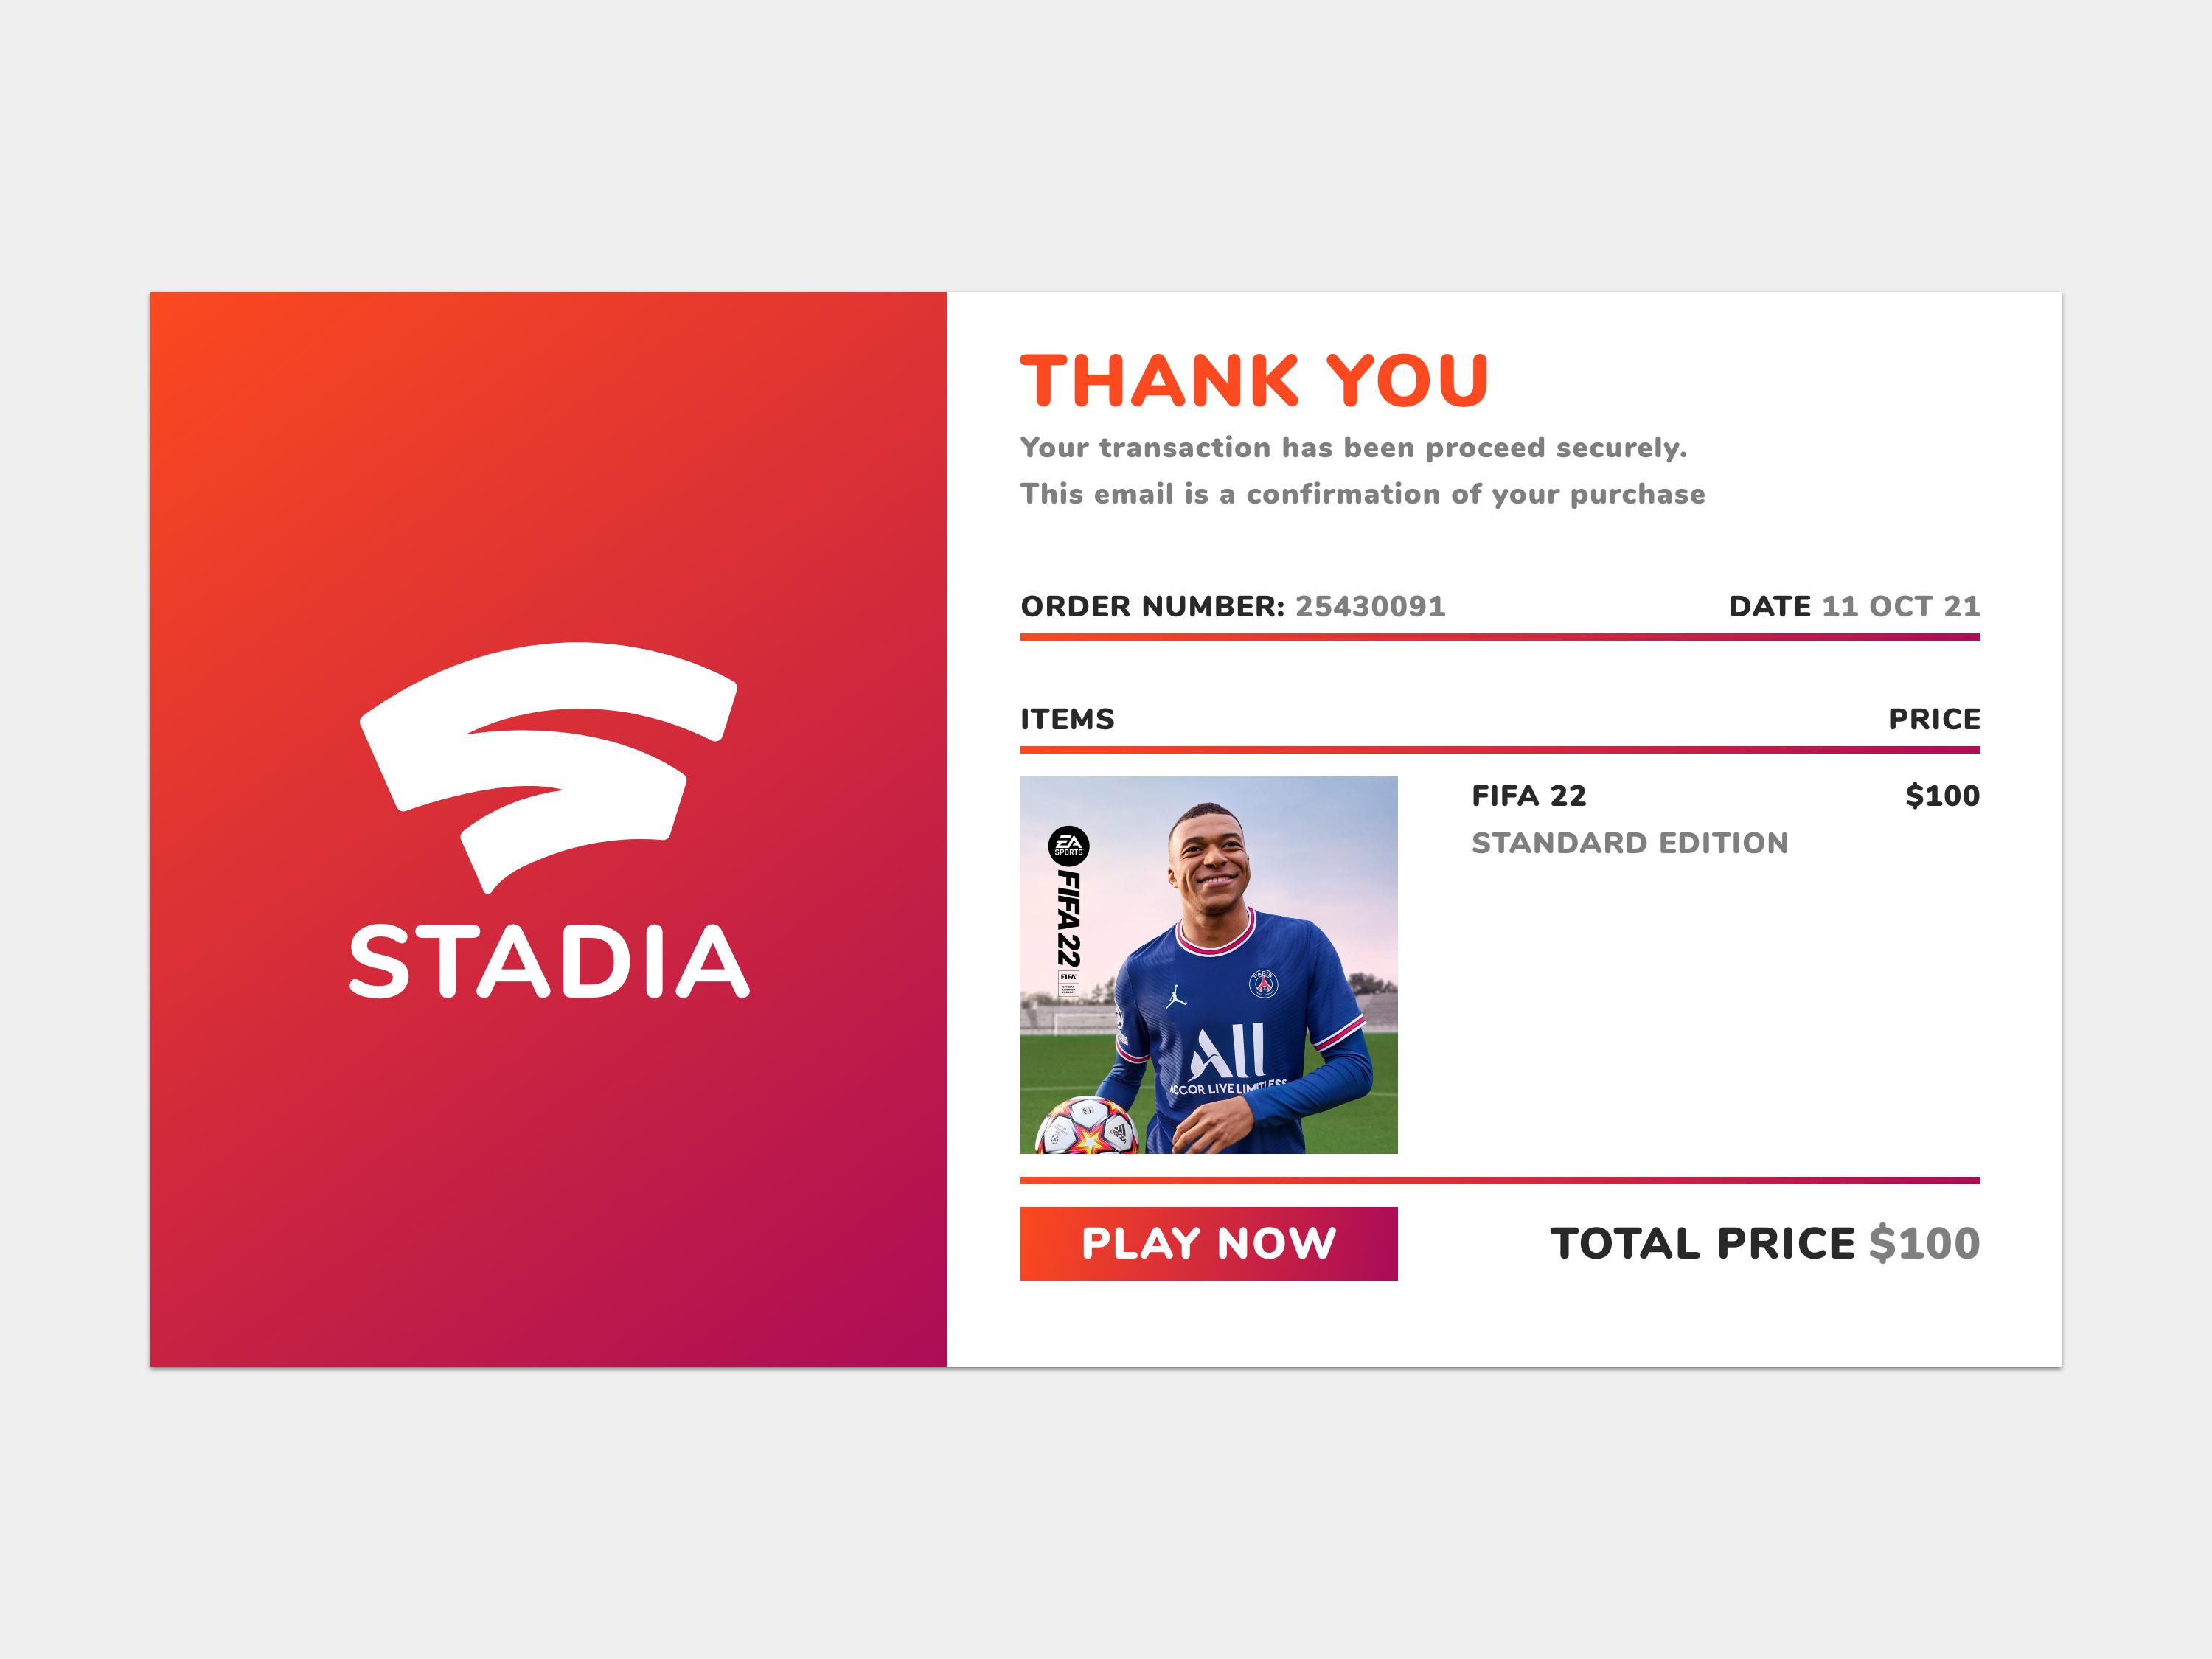 STADIA
THANK YOU
Your transaction has been proceed securely.
This email is a confirmation of your purchase
ORDER NUMBER: 25430091
DATE 11 OCT 21
ITEMS
PRICE
EA
SPORTS
FIFA 22
FIFA
PARIS
All
ACCOR LIVE LIMITLESS
adidas
FIFA 22
$100
STANDARD EDITION
PLAY NOW
TOTAL PRICE $100